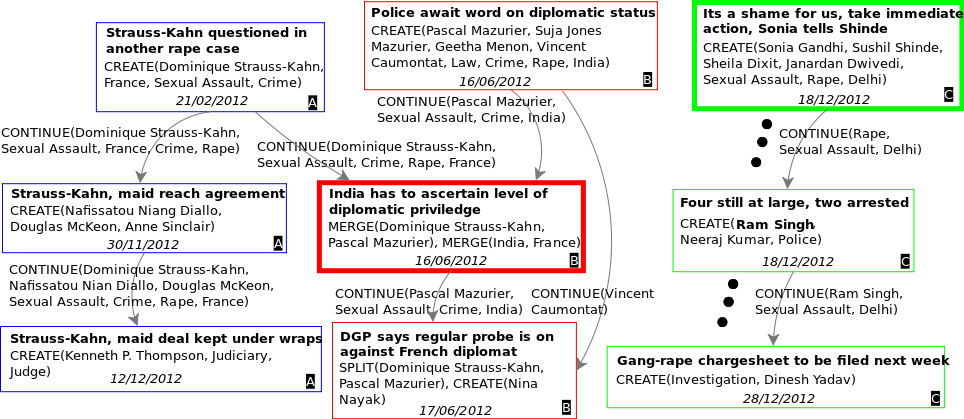 Strauss-Kahn questioned in
another rape case
CREATE(Dominique Strauss-Kahn,
France, Sexual Assault, Crime)
21/02/2012
A
Police await word on diplomatic status
CREATE(Pascal Mazurier, Suja Jones
Mazurier, Geetha Menon, Vincent
Caumontat, Law, Crime, Rape, India)
16/06/2012
B
Its a shame for us, take immediate
action, Sonia tells Shinde
CREATE(Sonia Gandhi, Sushil Shinde,
Sheila Dixit, Janardan Dwivedi,
Sexual Assault, Rape, Delhi)
18/12/2012
C
CONTINUE(Dominique Strauss-Kahn,
Sexual Assault, France, Crime, Rape)
CONTINUE(Dominique Strauss-Kahn,
Sexual Assault, Crime, Rape, France)
CONTINUE(Pascal Mazurier,
Sexual Assault, Crime, India)
CONTINUE(Rape,
Sexual Assault, Delhi)
Strauss-Kahn, maid reach agreement
CREATE(Nafissatou Niang Diallo,
Douglas McKeon, Anne Sinclair)
30/11/2012
A
India has to ascertain level of
diplomatic priviledge
MERGE(Dominique Strauss-Kahn,
Pascal Mazurier), MERGE(India, France)
16/06/2012
B
Four still at large, two arrested
CREATE(Ram Singh,
Neeraj Kumar, Police)
18/12/2012
C
CONTINUE(Dominique Strauss-Kahn,
Nafissatou Nian Diallo, Douglas McKeon,
Sexual Assault, Crime, Rape, France)
CONTINUE(Pascal Mazurier,
Sexual Assault, Crime, India)
CONTINUE(Vincent
Caumontat)
CONTINUE(Ram Singh,
Sexual Assault, Delhi)
Strauss-Kahn, maid deal kept under wraps
CREATE(Kenneth P. Thompson, Judiciary,
Judge)
12/12/2012
A
DGP says regular probe is on
against French diplomat
SPLIT(Dominique Strauss-Kahn,
Pascal Mazurier), CREATE(Nina
Nayak)
17/06/2012
B
Gang-rape chargesheet to be filed next week
CREATE(Investigation, Dinesh Yadav)
28/12/2012
C